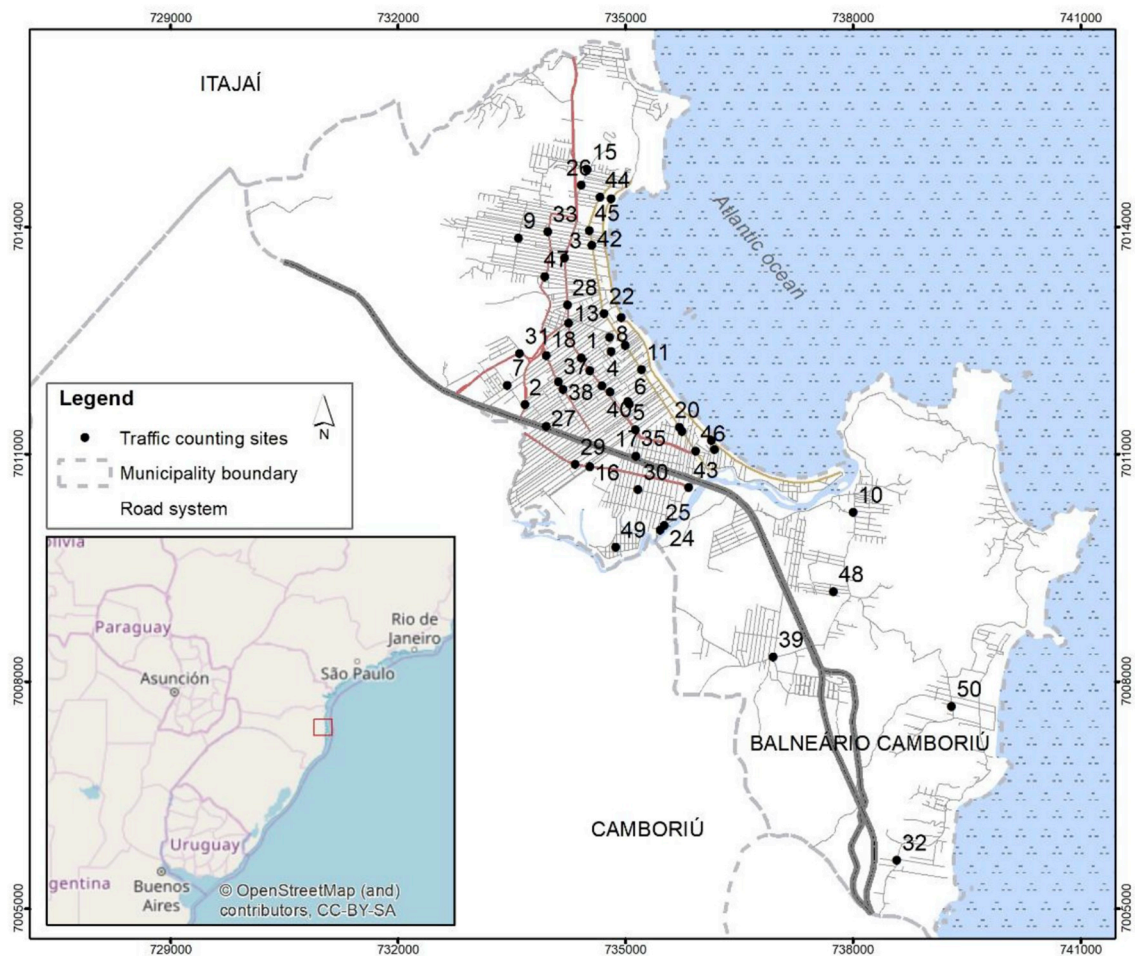 729000 732000 735000 738000 741000
ITAJAÍ
15
26
44
7014000
9
33
45
7014000
3
42
47
Atlantic ocean
28
22
13
8
31
18
1
11
7
37
4
2
38
6
Legend
N
Traffic counting sites
Municipality boundary
Road system
27
40
5
20
29
17
35
46
7011000
7011000
16
30
43
10
25
24
49
48
39
7008000
7008000
50
BALNEÁRIO CAMBORIÚ
CAMBORIÚ
32
7005000
7005000
olivia
Paraguay
Rio de
Janeiro
São Paulo
Asunción
Uruguay
gentina
Buenos
Aires
© OpenStreetMap (and)
contributors, CC-BY-SA
729000 732000 735000 738000 741000